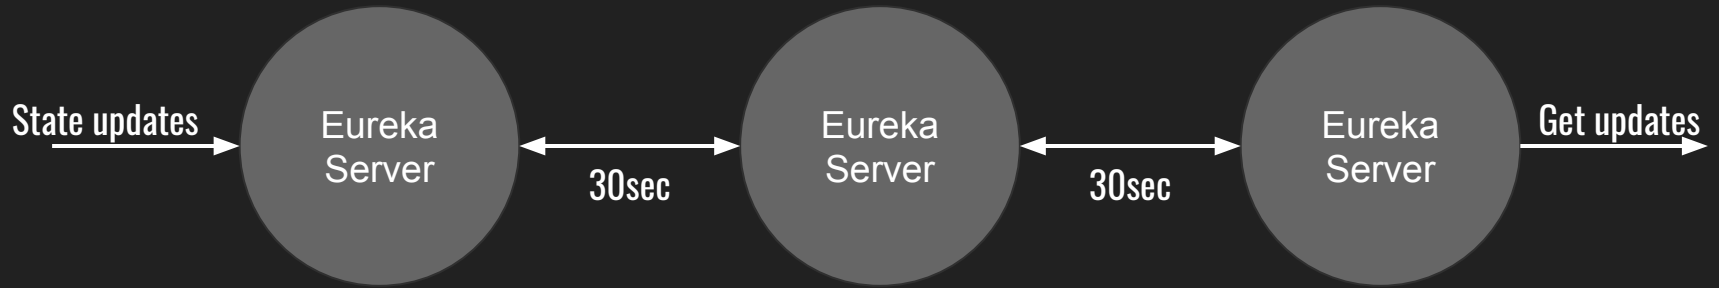 State updates
Eureka
Server
30sec
Eureka
Server
30sec
Eureka
Server
Get updates